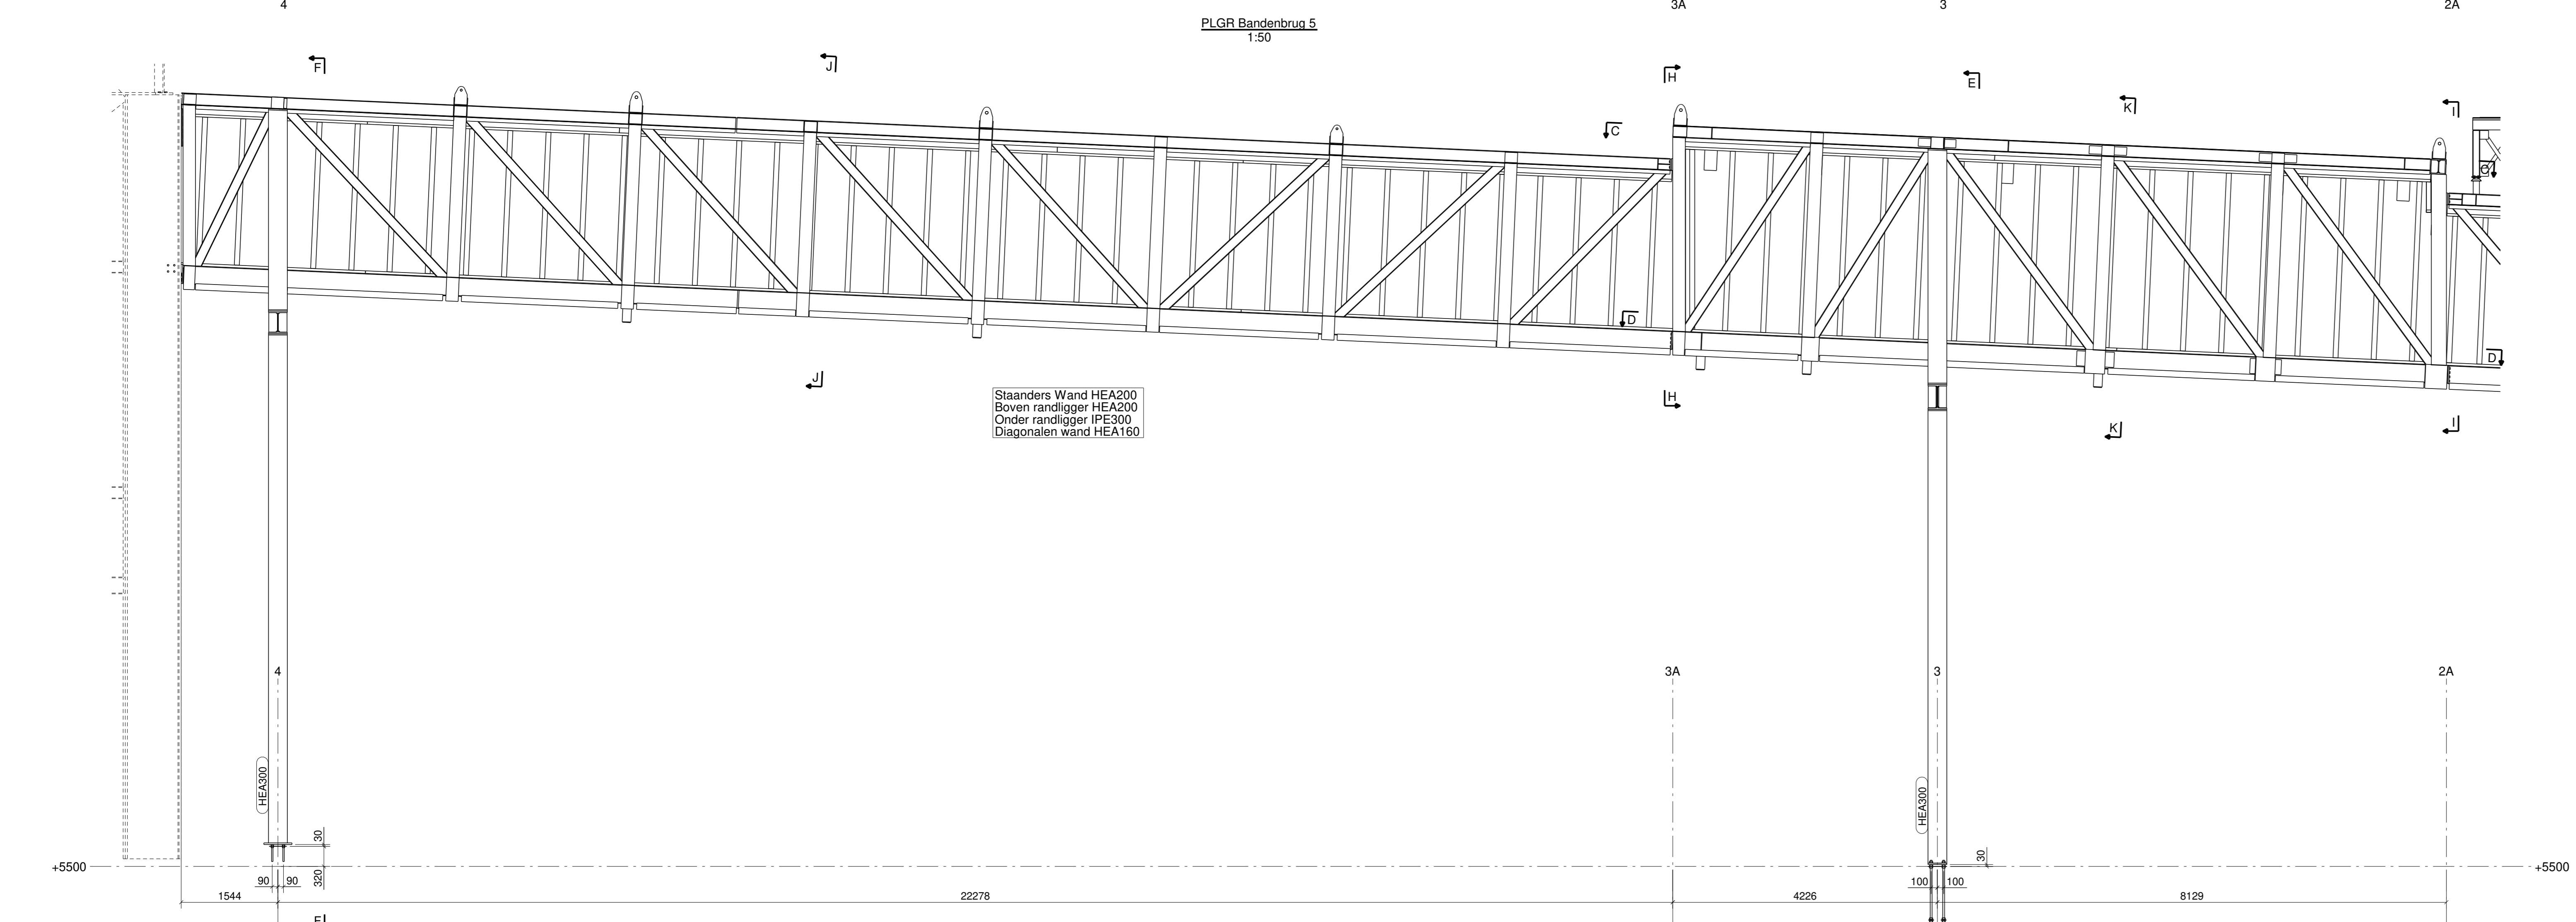 4
3A
3
2A
PLGR Bandenbrug 5
1:50
F
J
H
E
K
I
C
C
D
D
J
H
K
I
Staanders Wand HEA200
Boven randligger HEA200
Onder randligger IPE300
Diagonalen wand HEA160
4
3A
3
2A
HEA300
HEA300
30
30
+5500
+5500
90
90
320
100
100
1544
22278
4226
8129
F